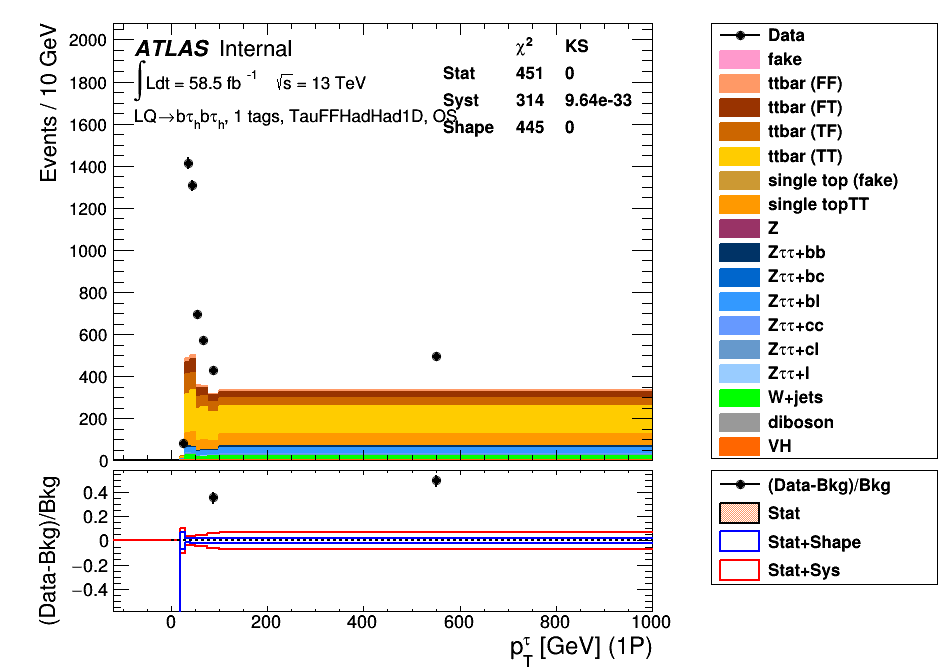 Events / 10 GeV
2000
1800
1600
1400
1200
1000
800
600
400
200
0
ATLAS Internal
∫Ldt = 58.5 fb⁻¹ √s = 13 TeV
LQ→bτₕbτₕ, 1 tags, TauFFHadHad1D, OS
χ² KS
Stat 451 0
Syst 314 9.64e-33
Shape 445 0
Data
fake
ttbar (FF)
ttbar (FT)
ttbar (TF)
ttbar (TT)
single top (fake)
single topTT
Z
Zττ+bb
Zττ+bc
Zττ+bl
Zττ+cc
Zττ+cl
Zττ+l
W+jets
diboson
VH
(Data-Bkg)/Bkg
0.4
0.2
0
−0.2
−0.4
0 200 400 600 800 1000
p_T^τ [GeV] (1P)
(Data-Bkg)/Bkg
Stat
Stat+Shape
Stat+Sys